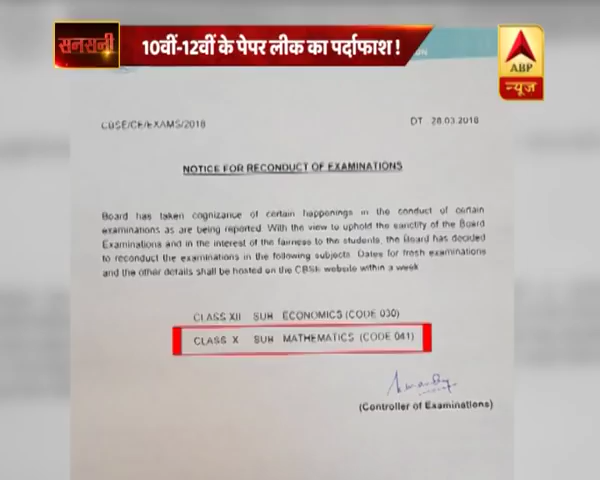 सनसनी
10वीं-12वीं के पेपर लीक का पर्दाफाश !
ABP
न्यूज़
CBSE/CE/EXAMS/2018
DT 28.03.2018
NOTICE FOR RECONDUCT OF EXAMINATIONS
Board has taken cognizance of certain happenings in the conduct of certain
examinations as are being reported. With the view to uphold the sanctity of the Board
Examinations and in the interest of the fairness to the students, the Board has decided
to reconduct the examinations in the following subjects. Dates for fresh examinations
and the other details shall be hosted on the CBSE website within a week
CLASS XII SUB ECONOMICS (CODE 030)
CLASS X SUB MATHEMATICS (CODE 041)
(Controller of Examinations)